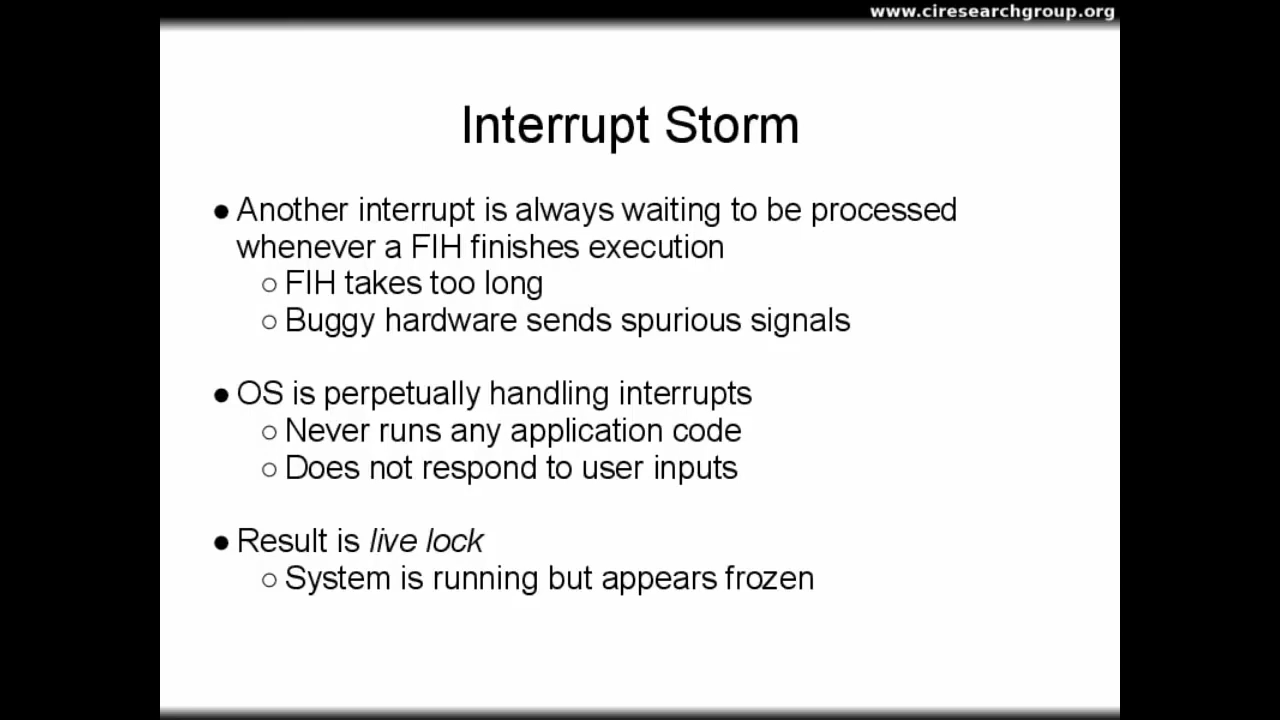 www.ciresearchgroup.org
Interrupt Storm
● Another interrupt is always waiting to be processed
whenever a FIH finishes execution
○ FIH takes too long
○ Buggy hardware sends spurious signals
● OS is perpetually handling interrupts
○ Never runs any application code
○ Does not respond to user inputs
● Result is live lock
○ System is running but appears frozen